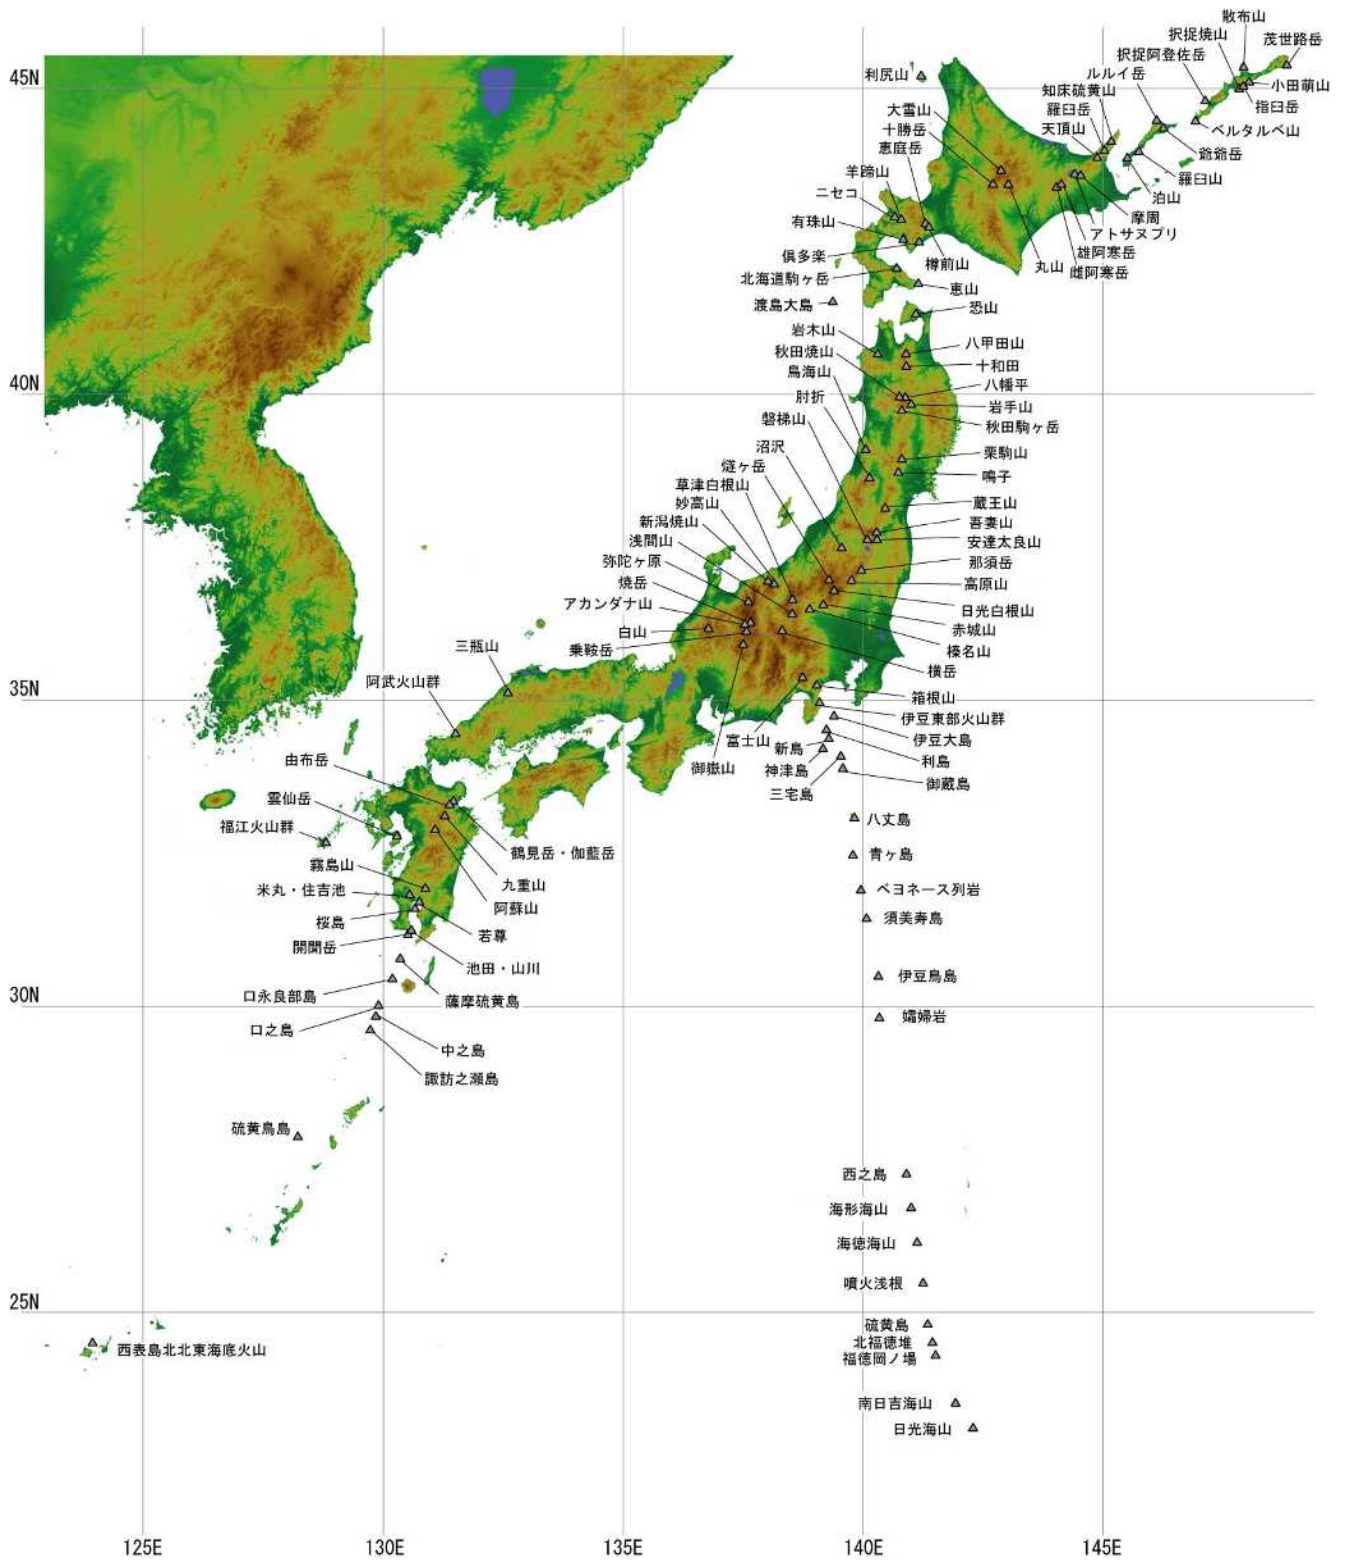 散布山
択捉焼山
茂世路岳
択捉阿登佐岳
ルルイ岳
45N
利尻山
知床硫黄山
小田萌山
指臼岳
大雪山
羅臼岳
ベルタルベ山
十勝岳
天頂山
恵庭岳
爺爺岳
羊蹄山
羅臼山
ニセコ
泊山
有珠山
摩周
アトサヌプリ
倶多楽
雄阿寒岳
樽前山
丸山
雌阿寒岳
北海道駒ヶ岳
恵山
渡島大島
恐山
岩木山
八甲田山
秋田焼山
十和田
鳥海山
40N
八幡平
肘折
岩手山
磐梯山
秋田駒ヶ岳
沼沢
栗駒山
燧ヶ岳
鳴子
草津白根山
妙高山
蔵王山
新潟焼山
吾妻山
浅間山
安達太良山
弥陀ヶ原
那須岳
焼岳
高原山
アカンダナ山
日光白根山
白山
赤城山
三瓶山
乗鞍岳
榛名山
横岳
阿武火山群
35N
箱根山
伊豆東部火山群
富士山
伊豆大島
新島
利島
由布岳
御嶽山
神津島
御蔵島
三宅島
雲仙岳
八丈島
福江火山群
鶴見岳・伽藍岳
青ヶ島
霧島山
九重山
米丸・住吉池
ベヨネース列岩
阿蘇山
桜島
須美寿島
若尊
開聞岳
池田・山川
伊豆鳥島
30N
口永良部島
薩摩硫黄島
孀婦岩
口之島
中之島
諏訪之瀬島
硫黄鳥島
西之島
海形海山
海徳海山
噴火浅根
25N
硫黄島
北福徳堆
西表島北北東海底火山
福徳岡ノ場
南日吉海山
日光海山
125E
130E
135E
140E
145E